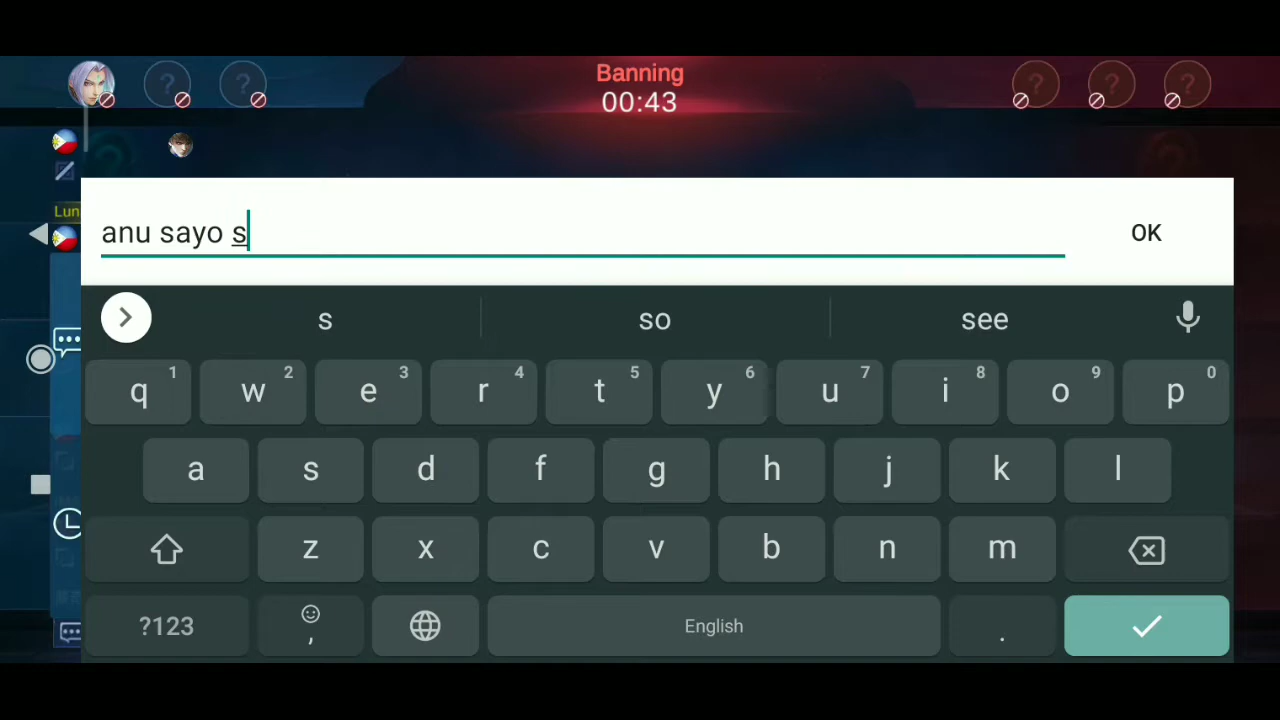 Banning
00:43
Lun
anu sayo s
OK
s so see
q 1 w 2 e 3 r 4 t 5 y 6 u 7 i 8 o 9 p 0
a s d f g h j k l
z x c v b n m
?123 , English .